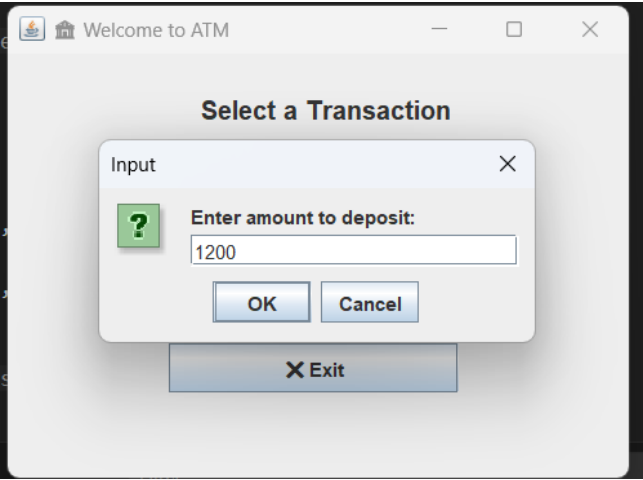 Welcome to ATM
Select a Transaction
Input
?
Enter amount to deposit:
1200
OK
Cancel
Exit